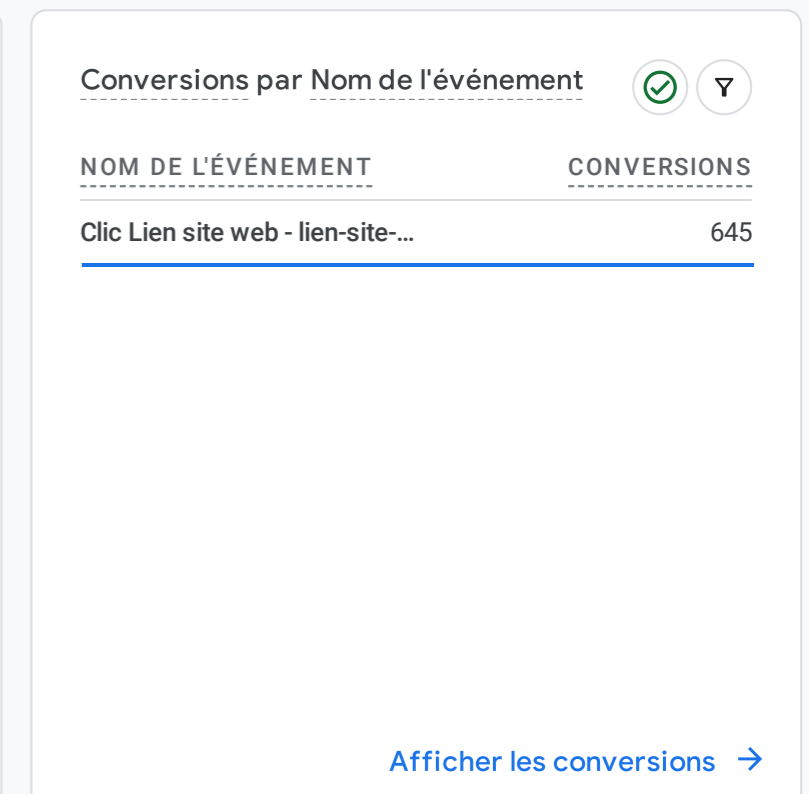 Conversions par Nom de l'événement
NOM DE L'ÉVÉNEMENT CONVERSIONS
Clic Lien site web - lien-site-... 645
Afficher les conversions